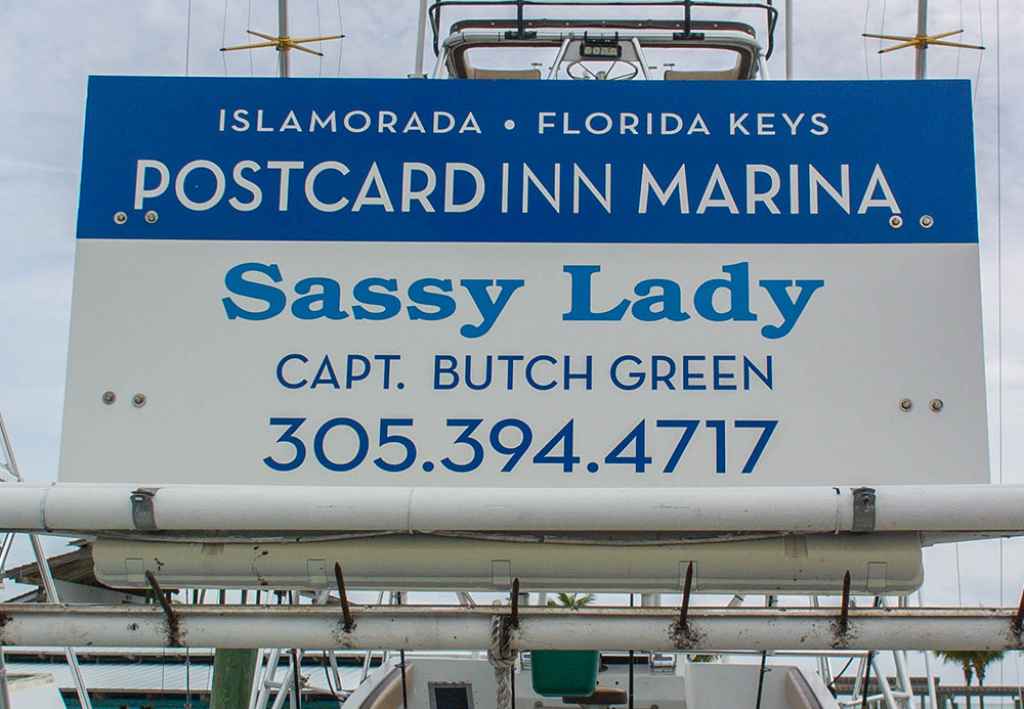 ISLAMORADA • FLORIDA KEYS
POSTCARD INN MARINA
Sassy Lady
CAPT. BUTCH GREEN
305.394.4717